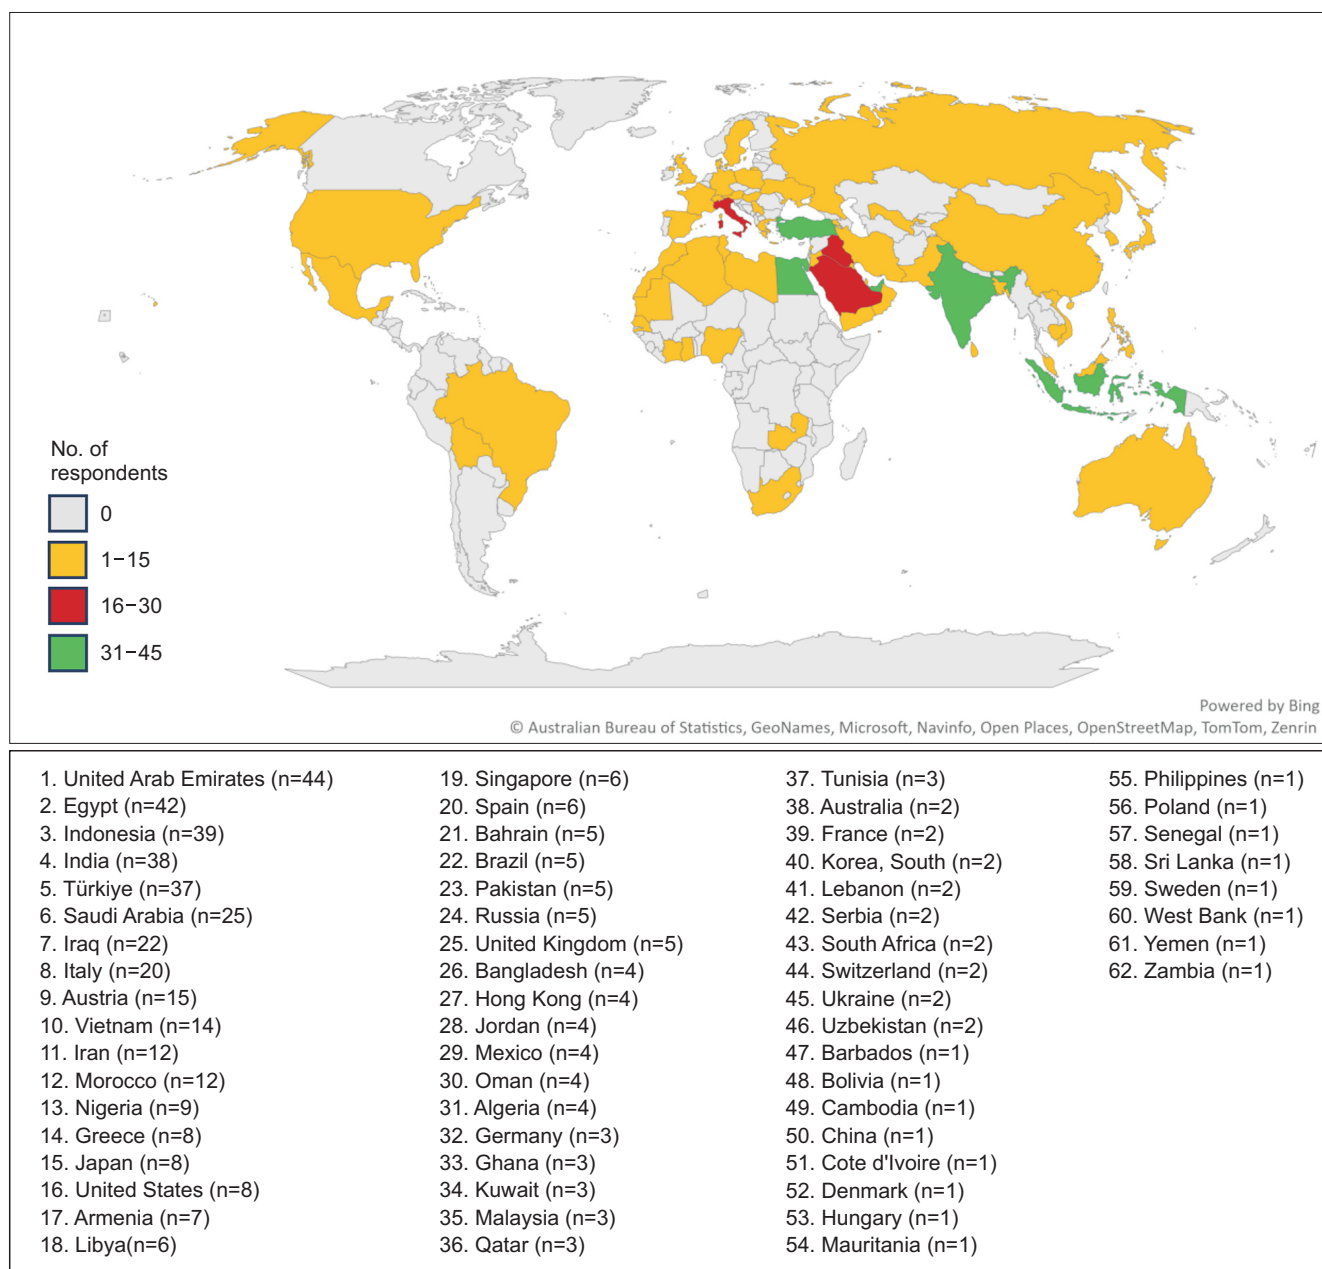 No. of
respondents
0
1−15
16−30
31−45
Powered by Bing
© Australian Bureau of Statistics, GeoNames, Microsoft, Navinfo, Open Places, OpenStreetMap, TomTom, Zenrin
1. United Arab Emirates (n=44)
2. Egypt (n=42)
3. Indonesia (n=39)
4. India (n=38)
5. Türkiye (n=37)
6. Saudi Arabia (n=25)
7. Iraq (n=22)
8. Italy (n=20)
9. Austria (n=15)
10. Vietnam (n=14)
11. Iran (n=12)
12. Morocco (n=12)
13. Nigeria (n=9)
14. Greece (n=8)
15. Japan (n=8)
16. United States (n=8)
17. Armenia (n=7)
18. Libya(n=6)
19. Singapore (n=6)
20. Spain (n=6)
21. Bahrain (n=5)
22. Brazil (n=5)
23. Pakistan (n=5)
24. Russia (n=5)
25. United Kingdom (n=5)
26. Bangladesh (n=4)
27. Hong Kong (n=4)
28. Jordan (n=4)
29. Mexico (n=4)
30. Oman (n=4)
31. Algeria (n=4)
32. Germany (n=3)
33. Ghana (n=3)
34. Kuwait (n=3)
35. Malaysia (n=3)
36. Qatar (n=3)
37. Tunisia (n=3)
38. Australia (n=2)
39. France (n=2)
40. Korea, South (n=2)
41. Lebanon (n=2)
42. Serbia (n=2)
43. South Africa (n=2)
44. Switzerland (n=2)
45. Ukraine (n=2)
46. Uzbekistan (n=2)
47. Barbados (n=1)
48. Bolivia (n=1)
49. Cambodia (n=1)
50. China (n=1)
51. Cote d'Ivoire (n=1)
52. Denmark (n=1)
53. Hungary (n=1)
54. Mauritania (n=1)
55. Philippines (n=1)
56. Poland (n=1)
57. Senegal (n=1)
58. Sri Lanka (n=1)
59. Sweden (n=1)
60. West Bank (n=1)
61. Yemen (n=1)
62. Zambia (n=1)